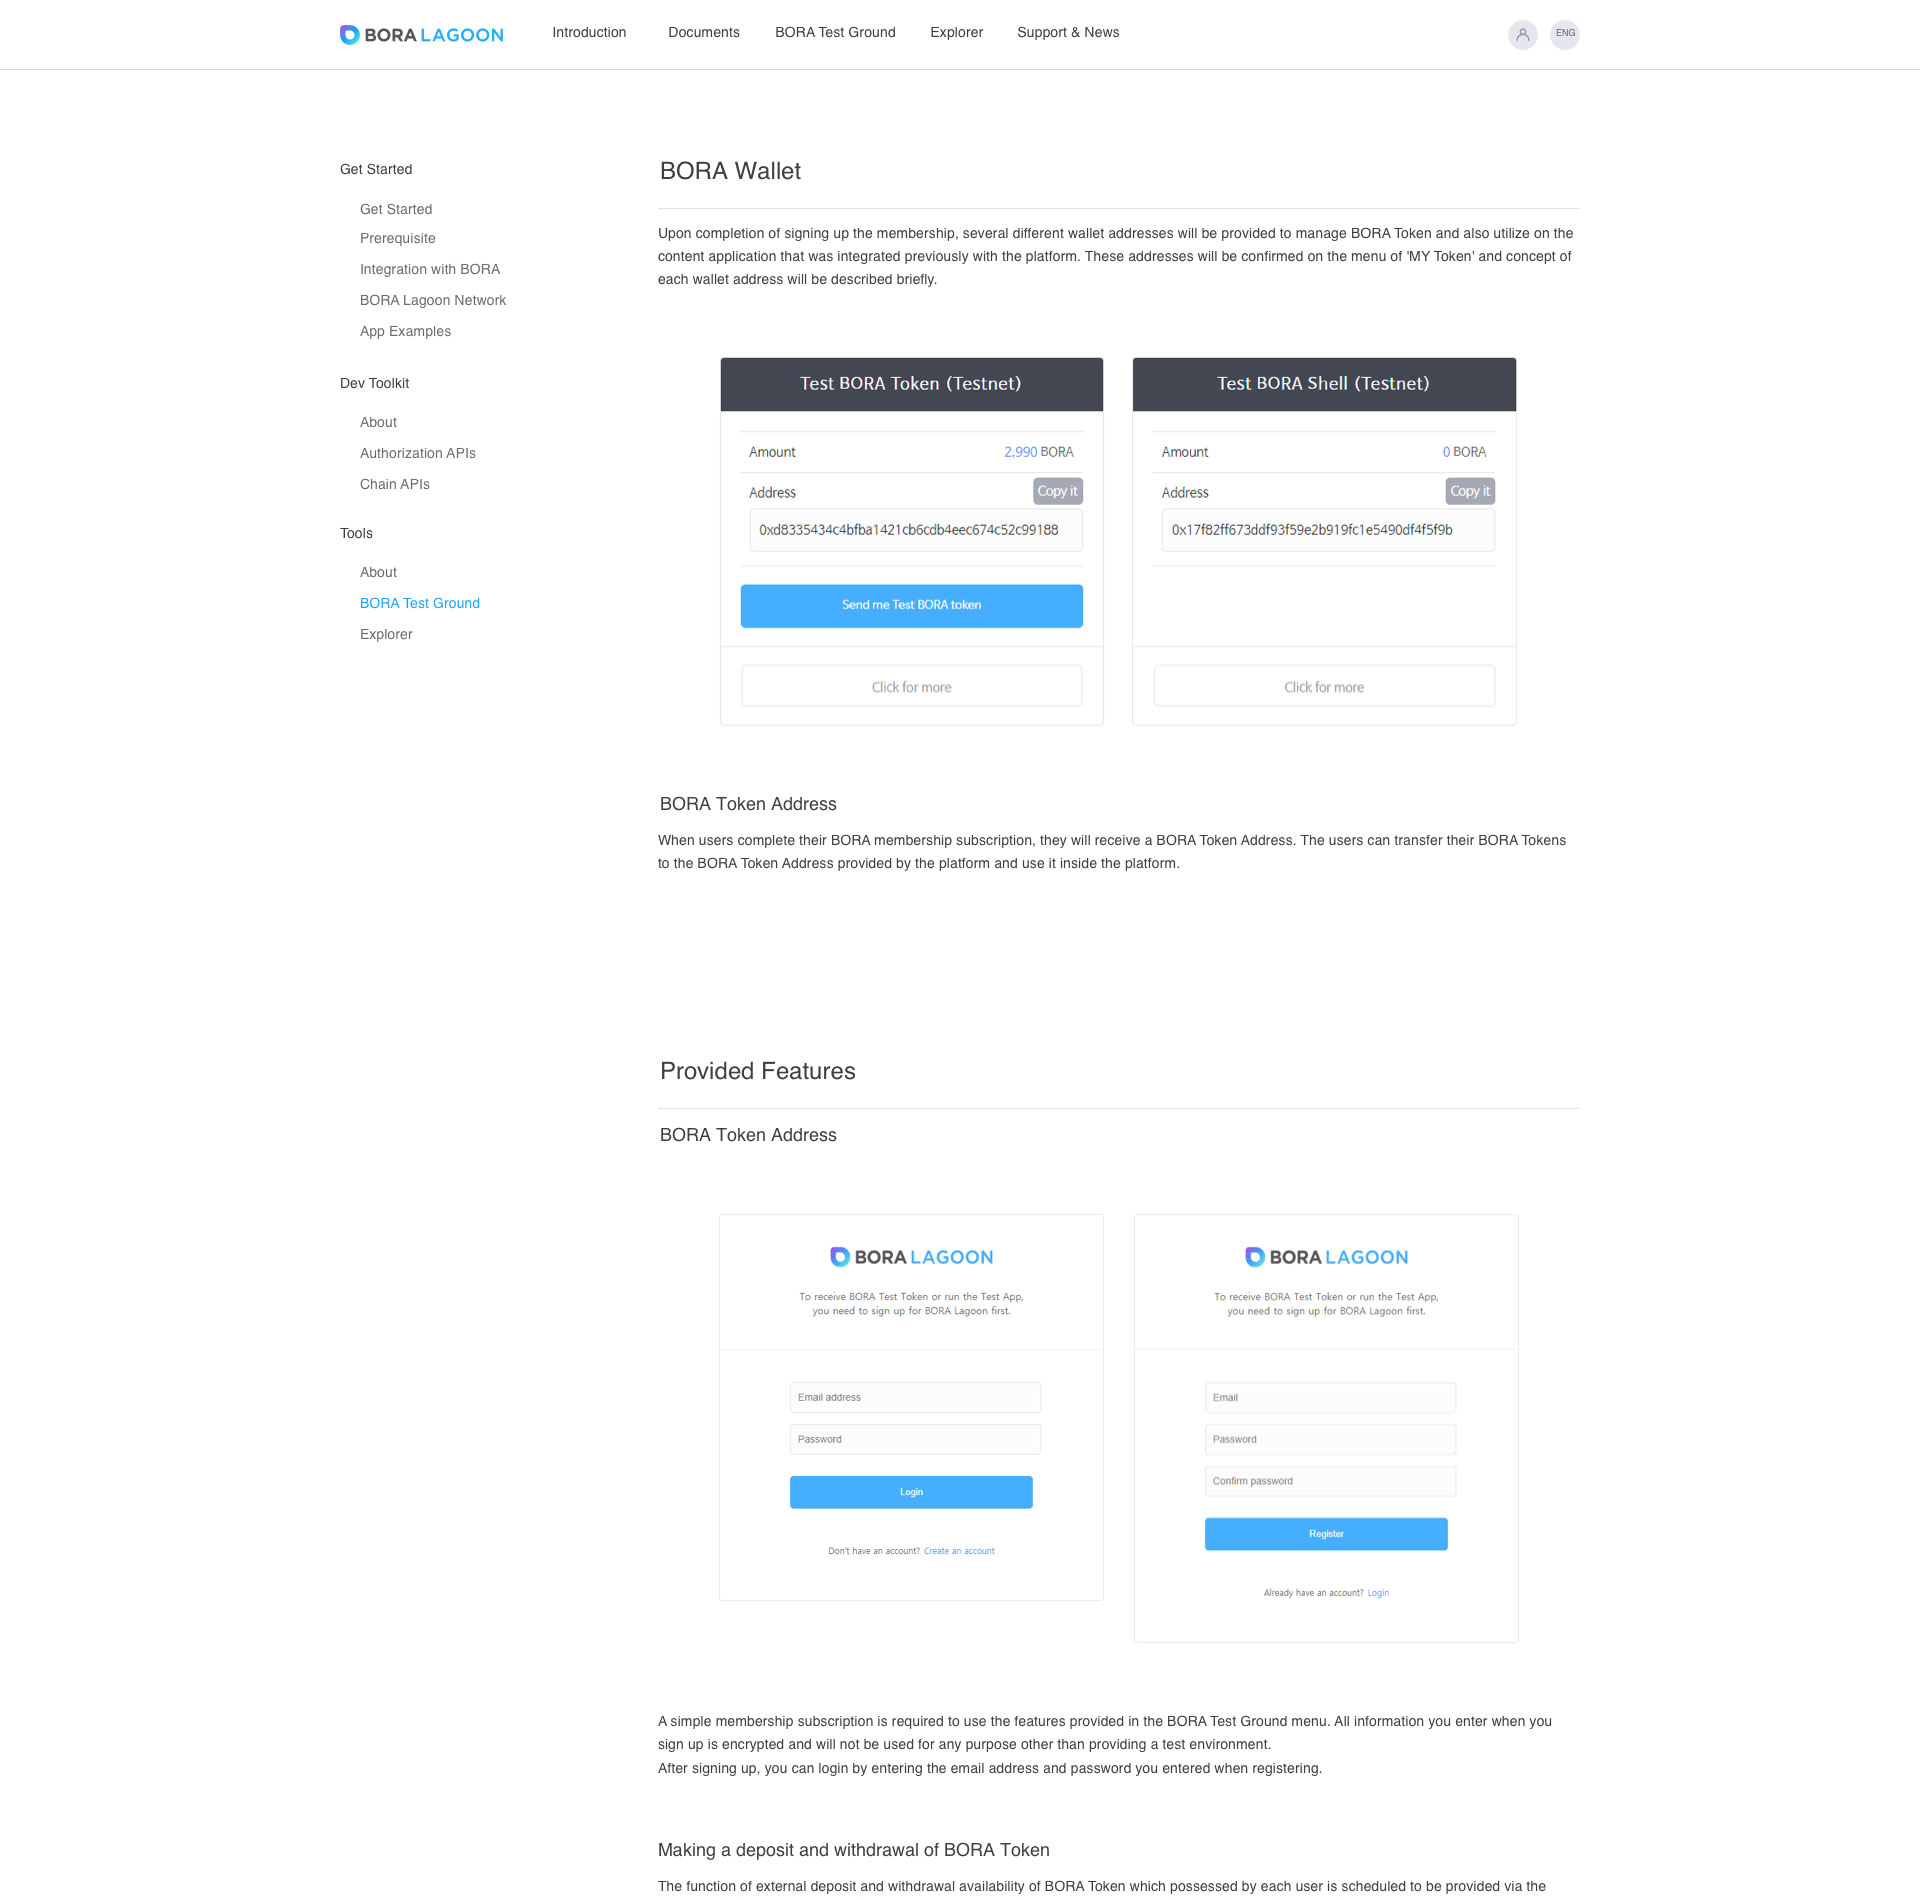 BORA LAGOON
Introduction
Documents
BORA Test Ground
Explorer
Support & News
ENG
Get Started
Get Started
Prerequisite
Integration with BORA
BORA Lagoon Network
App Examples
Dev Toolkit
About
Authorization APIs
Chain APIs
Tools
About
BORA Test Ground
Explorer
BORA Wallet
Upon completion of signing up the membership, several different wallet addresses will be provided to manage BORA Token and also utilize on the
content application that was integrated previously with the platform. These addresses will be confirmed on the menu of 'MY Token' and concept of
each wallet address will be described briefly.
Test BORA Token (Testnet)
Amount
2,990 BORA
Address
Copy it
0xd8335434c4bfba1421cb6cdb4eec674c52c99188
Send me Test BORA token
Click for more
Test BORA Shell (Testnet)
Amount
0 BORA
Address
Copy it
0x17f82ff673ddf93f59e2b919fc1e5490df4f5f9b
Click for more
BORA Token Address
When users complete their BORA membership subscription, they will receive a BORA Token Address. The users can transfer their BORA Tokens
to the BORA Token Address provided by the platform and use it inside the platform.
Provided Features
BORA Token Address
BORA LAGOON
To receive BORA Test Token or run the Test App,
you need to sign up for BORA Lagoon first.
Email address
Password
Login
Don't have an account? Create an account
BORA LAGOON
To receive BORA Test Token or run the Test App,
you need to sign up for BORA Lagoon first.
Email
Password
Confirm password
Register
Already have an account? Login
A simple membership subscription is required to use the features provided in the BORA Test Ground menu. All information you enter when you
sign up is encrypted and will not be used for any purpose other than providing a test environment.
After signing up, you can login by entering the email address and password you entered when registering.
Making a deposit and withdrawal of BORA Token
The function of external deposit and withdrawal availability of BORA Token which possessed by each user is scheduled to be provided via the